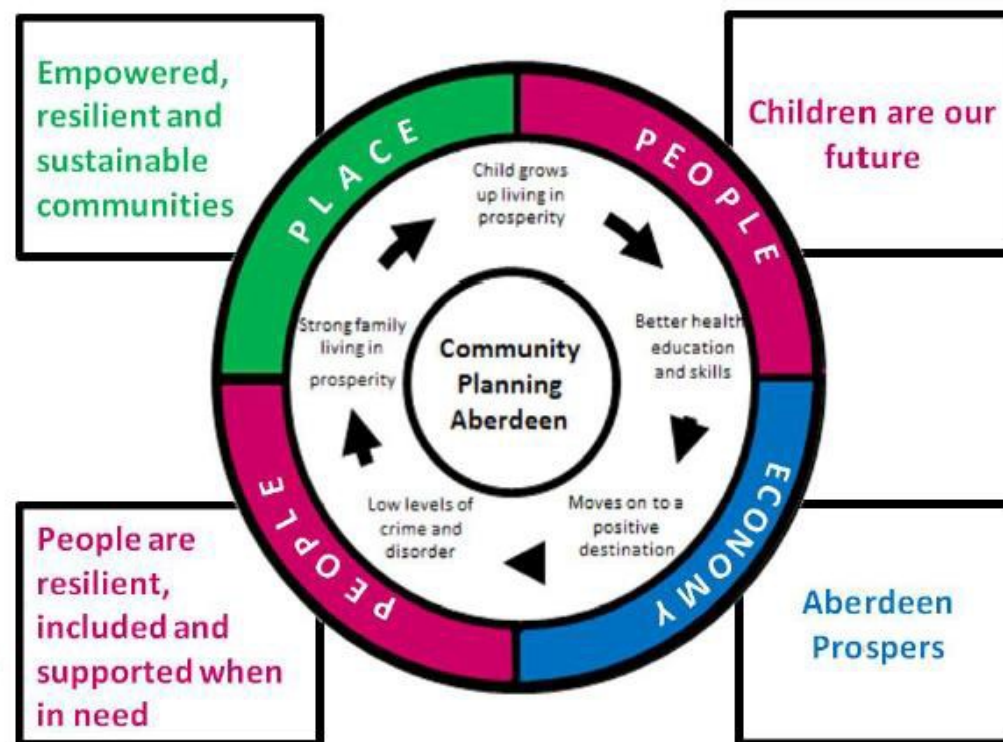 Empowered,
resilient and
sustainable
communities
PLACE
PEOPLE
Children are our
future
Child grows
up living in
prosperity
Strong family
living in
prosperity
Community
Planning
Aberdeen
Better health
education
and skills
Low levels of
crime and
disorder
Moves on to a
positive
destination
PEOPLE
ECONOMY
People are
resilient,
included and
supported when
in need
Aberdeen
Prospers